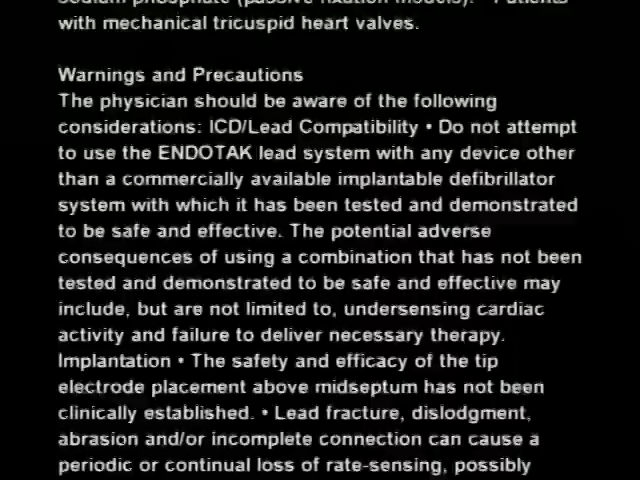 sodium phosphate (passive fixation models). • Patients
with mechanical tricuspid heart valves.
Warnings and Precautions
The physician should be aware of the following
considerations: ICD/Lead Compatibility • Do not attempt
to use the ENDOTAK lead system with any device other
than a commercially available implantable defibrillator
system with which it has been tested and demonstrated
to be safe and effective. The potential adverse
consequences of using a combination that has not been
tested and demonstrated to be safe and effective may
include, but are not limited to, undersensing cardiac
activity and failure to deliver necessary therapy.
Implantation • The safety and efficacy of the tip
electrode placement above midseptum has not been
clinically established. • Lead fracture, dislodgment,
abrasion and/or incomplete connection can cause a
periodic or continual loss of rate-sensing, possibly